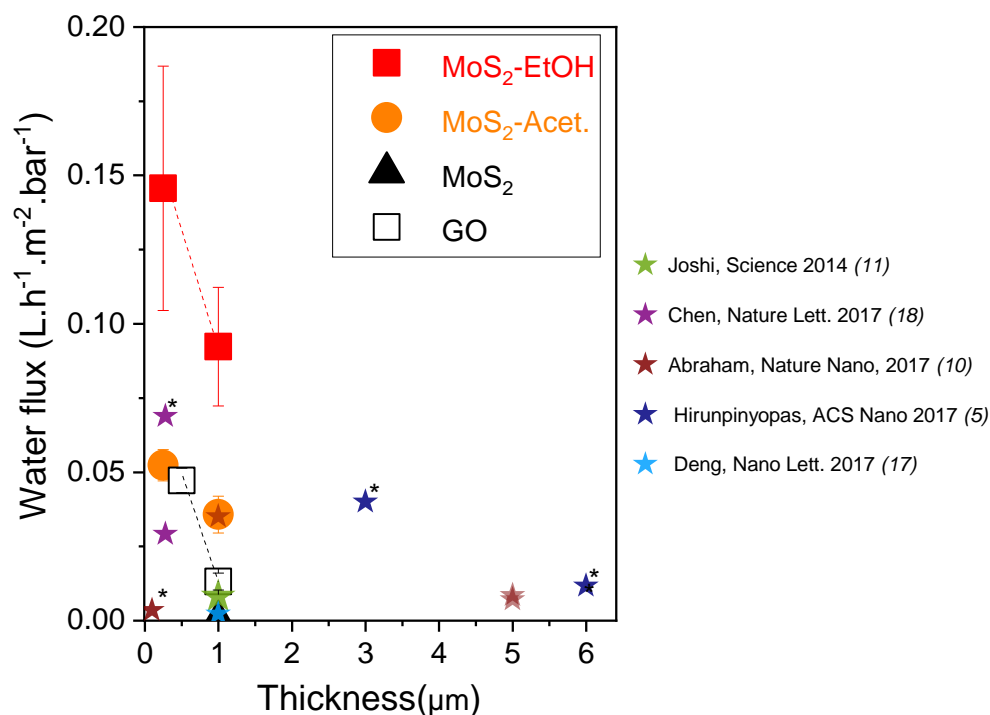 0.20
0.15
0.10
0.05
0.00
Water flux (L.h⁻¹.m⁻².bar⁻¹)
MoS₂-EtOH
MoS₂-Acet.
MoS₂
GO
*
*
*
*
0 1 2 3 4 5 6
Thickness(µm)
Joshi, Science 2014 (11)
Chen, Nature Lett. 2017 (18)
Abraham, Nature Nano, 2017 (10)
Hirunpinyopas, ACS Nano 2017 (5)
Deng, Nano Lett. 2017 (17)